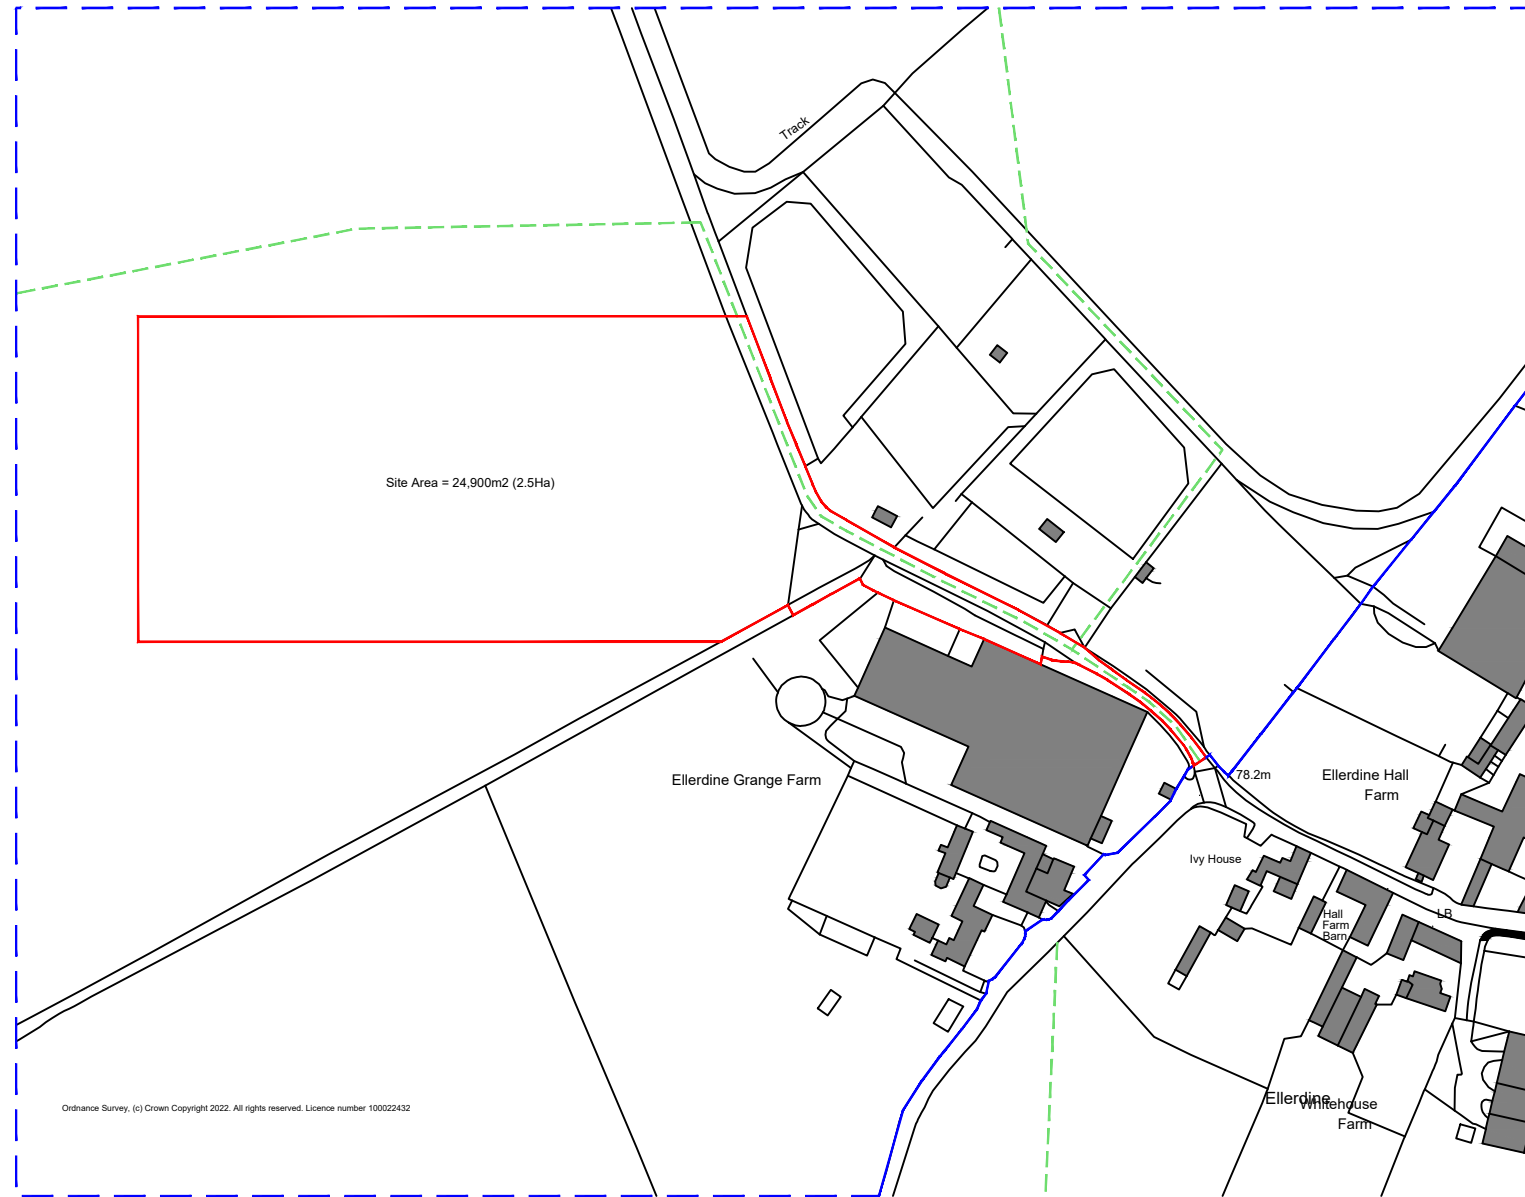 Track
Site Area = 24,900m2 (2.5Ha)
78.2m
Ellerdine Grange Farm
Ellerdine Hall
Farm
Ivy House
Hall
Farm
Barn
LB
Ellerdine
Whitehouse
Farm
Ordnance Survey, (c) Crown Copyright 2022. All rights reserved. Licence number 100022432